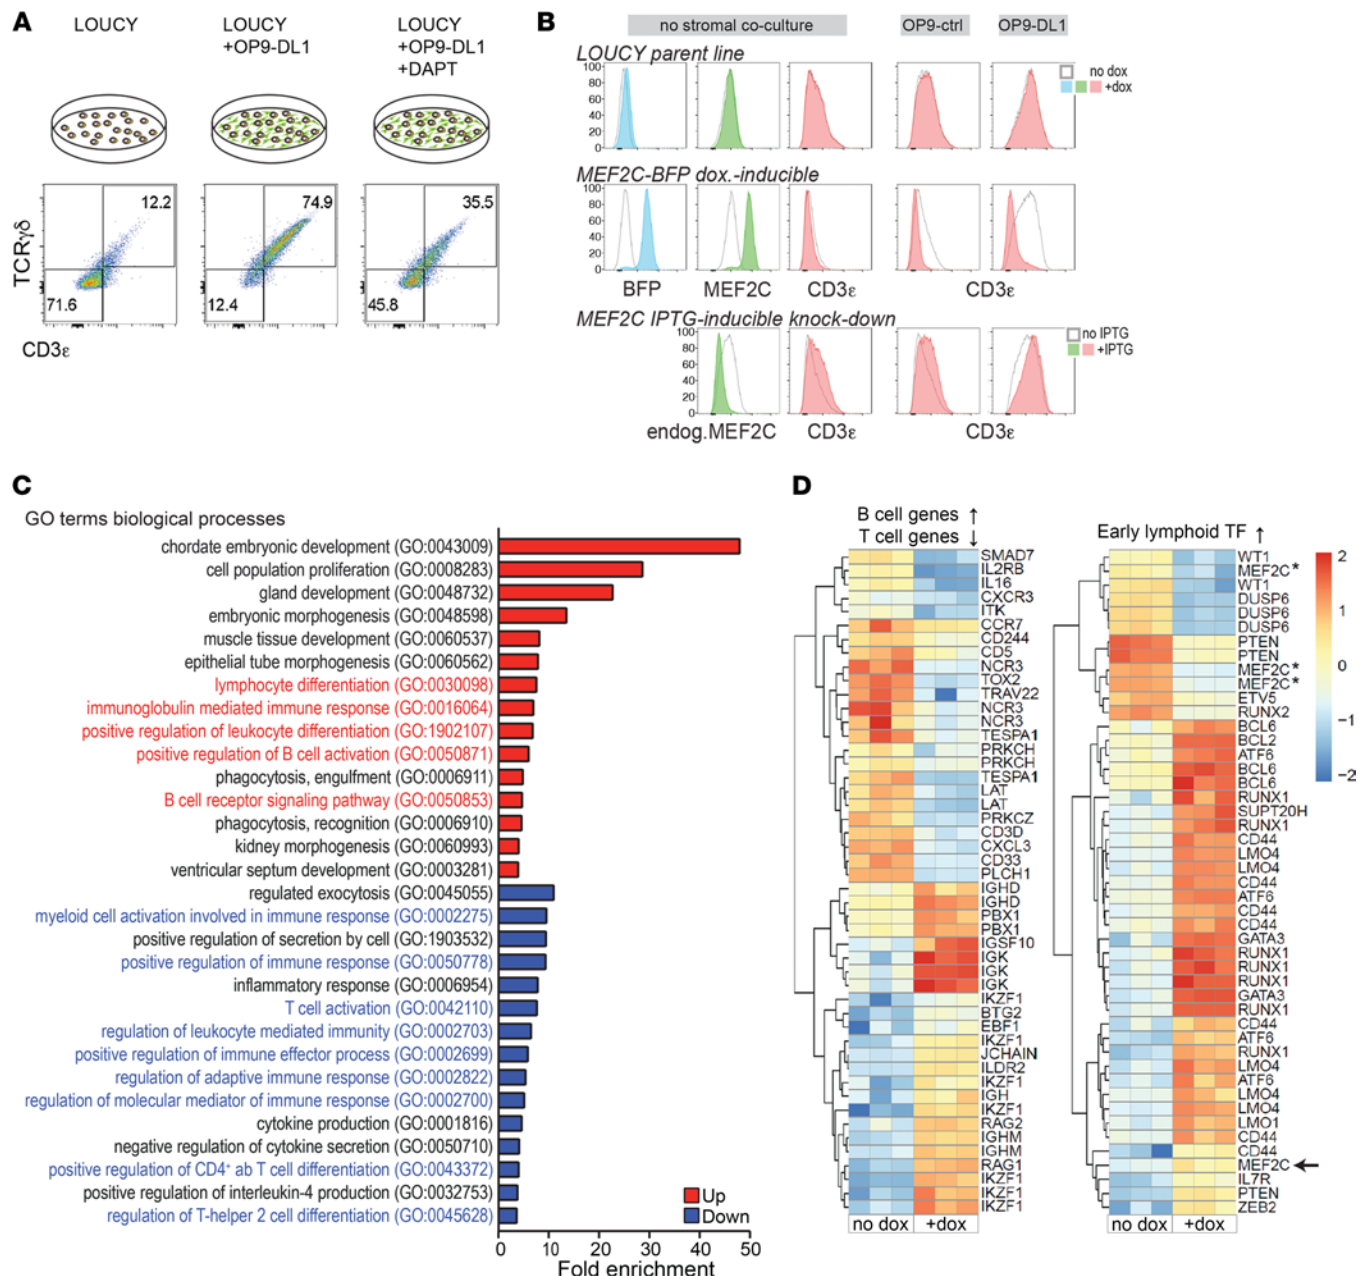 A
LOUCY
LOUCY
+OP9-DL1
LOUCY
+OP9-DL1
+DAPT
12.2
74.9
35.5
71.6
12.4
45.8
TCRγδ
CD3ε
B
no stromal co-culture
OP9-ctrl
OP9-DL1
LOUCY parent line
no dox
+dox
100
80
60
40
20
0
MEF2C-BFP dox.-inducible
100
80
60
40
20
0
BFP
MEF2C
CD3ε
CD3ε
MEF2C IPTG-inducible knock-down
no IPTG
+IPTG
100
80
60
40
20
0
endog.MEF2C
CD3ε
CD3ε
C
GO terms biological processes
chordate embryonic development (GO:0043009)
cell population proliferation (GO:0008283)
gland development (GO:0048732)
embryonic morphogenesis (GO:0048598)
muscle tissue development (GO:0060537)
epithelial tube morphogenesis (GO:0060562)
lymphocyte differentiation (GO:0030098)
immunoglobulin mediated immune response (GO:0016064)
positive regulation of leukocyte differentiation (GO:1902107)
positive regulation of B cell activation (GO:0050871)
phagocytosis, engulfment (GO:0006911)
B cell receptor signaling pathway (GO:0050853)
phagocytosis, recognition (GO:0006910)
kidney morphogenesis (GO:0060993)
ventricular septum development (GO:0003281)
regulated exocytosis (GO:0045055)
myeloid cell activation involved in immune response (GO:0002275)
positive regulation of secretion by cell (GO:1903532)
positive regulation of immune response (GO:0050778)
inflammatory response (GO:0006954)
T cell activation (GO:0042110)
regulation of leukocyte mediated immunity (GO:0002703)
positive regulation of immune effector process (GO:0002699)
regulation of adaptive immune response (GO:0002822)
regulation of molecular mediator of immune response (GO:0002700)
cytokine production (GO:0001816)
negative regulation of cytokine secretion (GO:0050710)
positive regulation of CD4⁺ ab T cell differentiation (GO:0043372)
positive regulation of interleukin-4 production (GO:0032753)
regulation of T-helper 2 cell differentiation (GO:0045628)
Up
Down
0 10 20 30 40 50
Fold enrichment
D
B cell genes ↑
T cell genes ↓
SMAD7
IL2RB
IL16
CXCR3
ITK
CCR7
CD244
CD5
NCR3
TOX2
TRAV22
NCR3
NCR3
TESPA1
PRKCH
PRKCH
TESPA1
LAT
LAT
PRKCZ
CD3D
CXCL3
CD33
PLCH1
IGHD
IGHD
PBX1
PBX1
IGSF10
IGK
IGK
IGK
IKZF1
BTG2
EBF1
IKZF1
JCHAIN
ILDR2
IKZF1
IGH
IKZF1
RAG2
IGHM
IGHM
RAG1
IKZF1
IKZF1
IKZF1
no dox +dox
Early lymphoid TF ↑
WT1
MEF2C*
WT1
DUSP6
DUSP6
DUSP6
PTEN
PTEN
MEF2C*
MEF2C*
ETV5
RUNX2
BCL6
BCL2
ATF6
BCL6
BCL6
RUNX1
SUPT20H
RUNX1
CD44
LMO4
LMO4
CD44
ATF6
CD44
CD44
GATA3
RUNX1
RUNX1
RUNX1
GATA3
RUNX1
CD44
ATF6
RUNX1
LMO4
ATF6
LMO4
LMO4
LMO1
CD44
CD44
MEF2C ←
IL7R
PTEN
ZEB2
no dox +dox
2
1
0
−1
−2